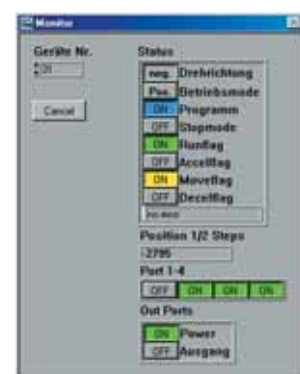 Monitor
Geräte Nr.
01
Cancel
Status
neg. Drehrichtung
Pos. Betriebsmode
ON Programm
OFF Stopmode
ON Runflag
OFF Accelflag
ON Moveflag
OFF Decelflag
no error
Position 1/2 Steps
-2795
Port 1-4
OFF ON ON ON
Out Ports
ON Power
OFF Ausgang